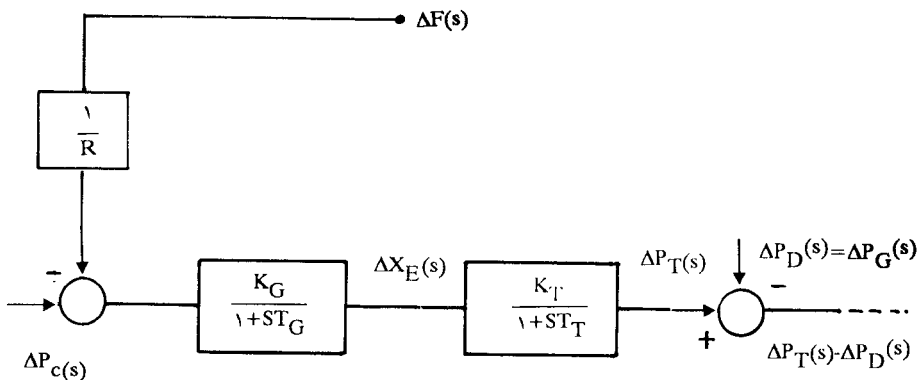 ΔF(s)
١
R
-
ΔP_c(s)
K_G
١+ST_G
ΔX_E(s)
K_T
١+ST_T
ΔP_T(s)
+
-
ΔP_D(s)=ΔP_G(s)
ΔP_T(s)-ΔP_D(s)